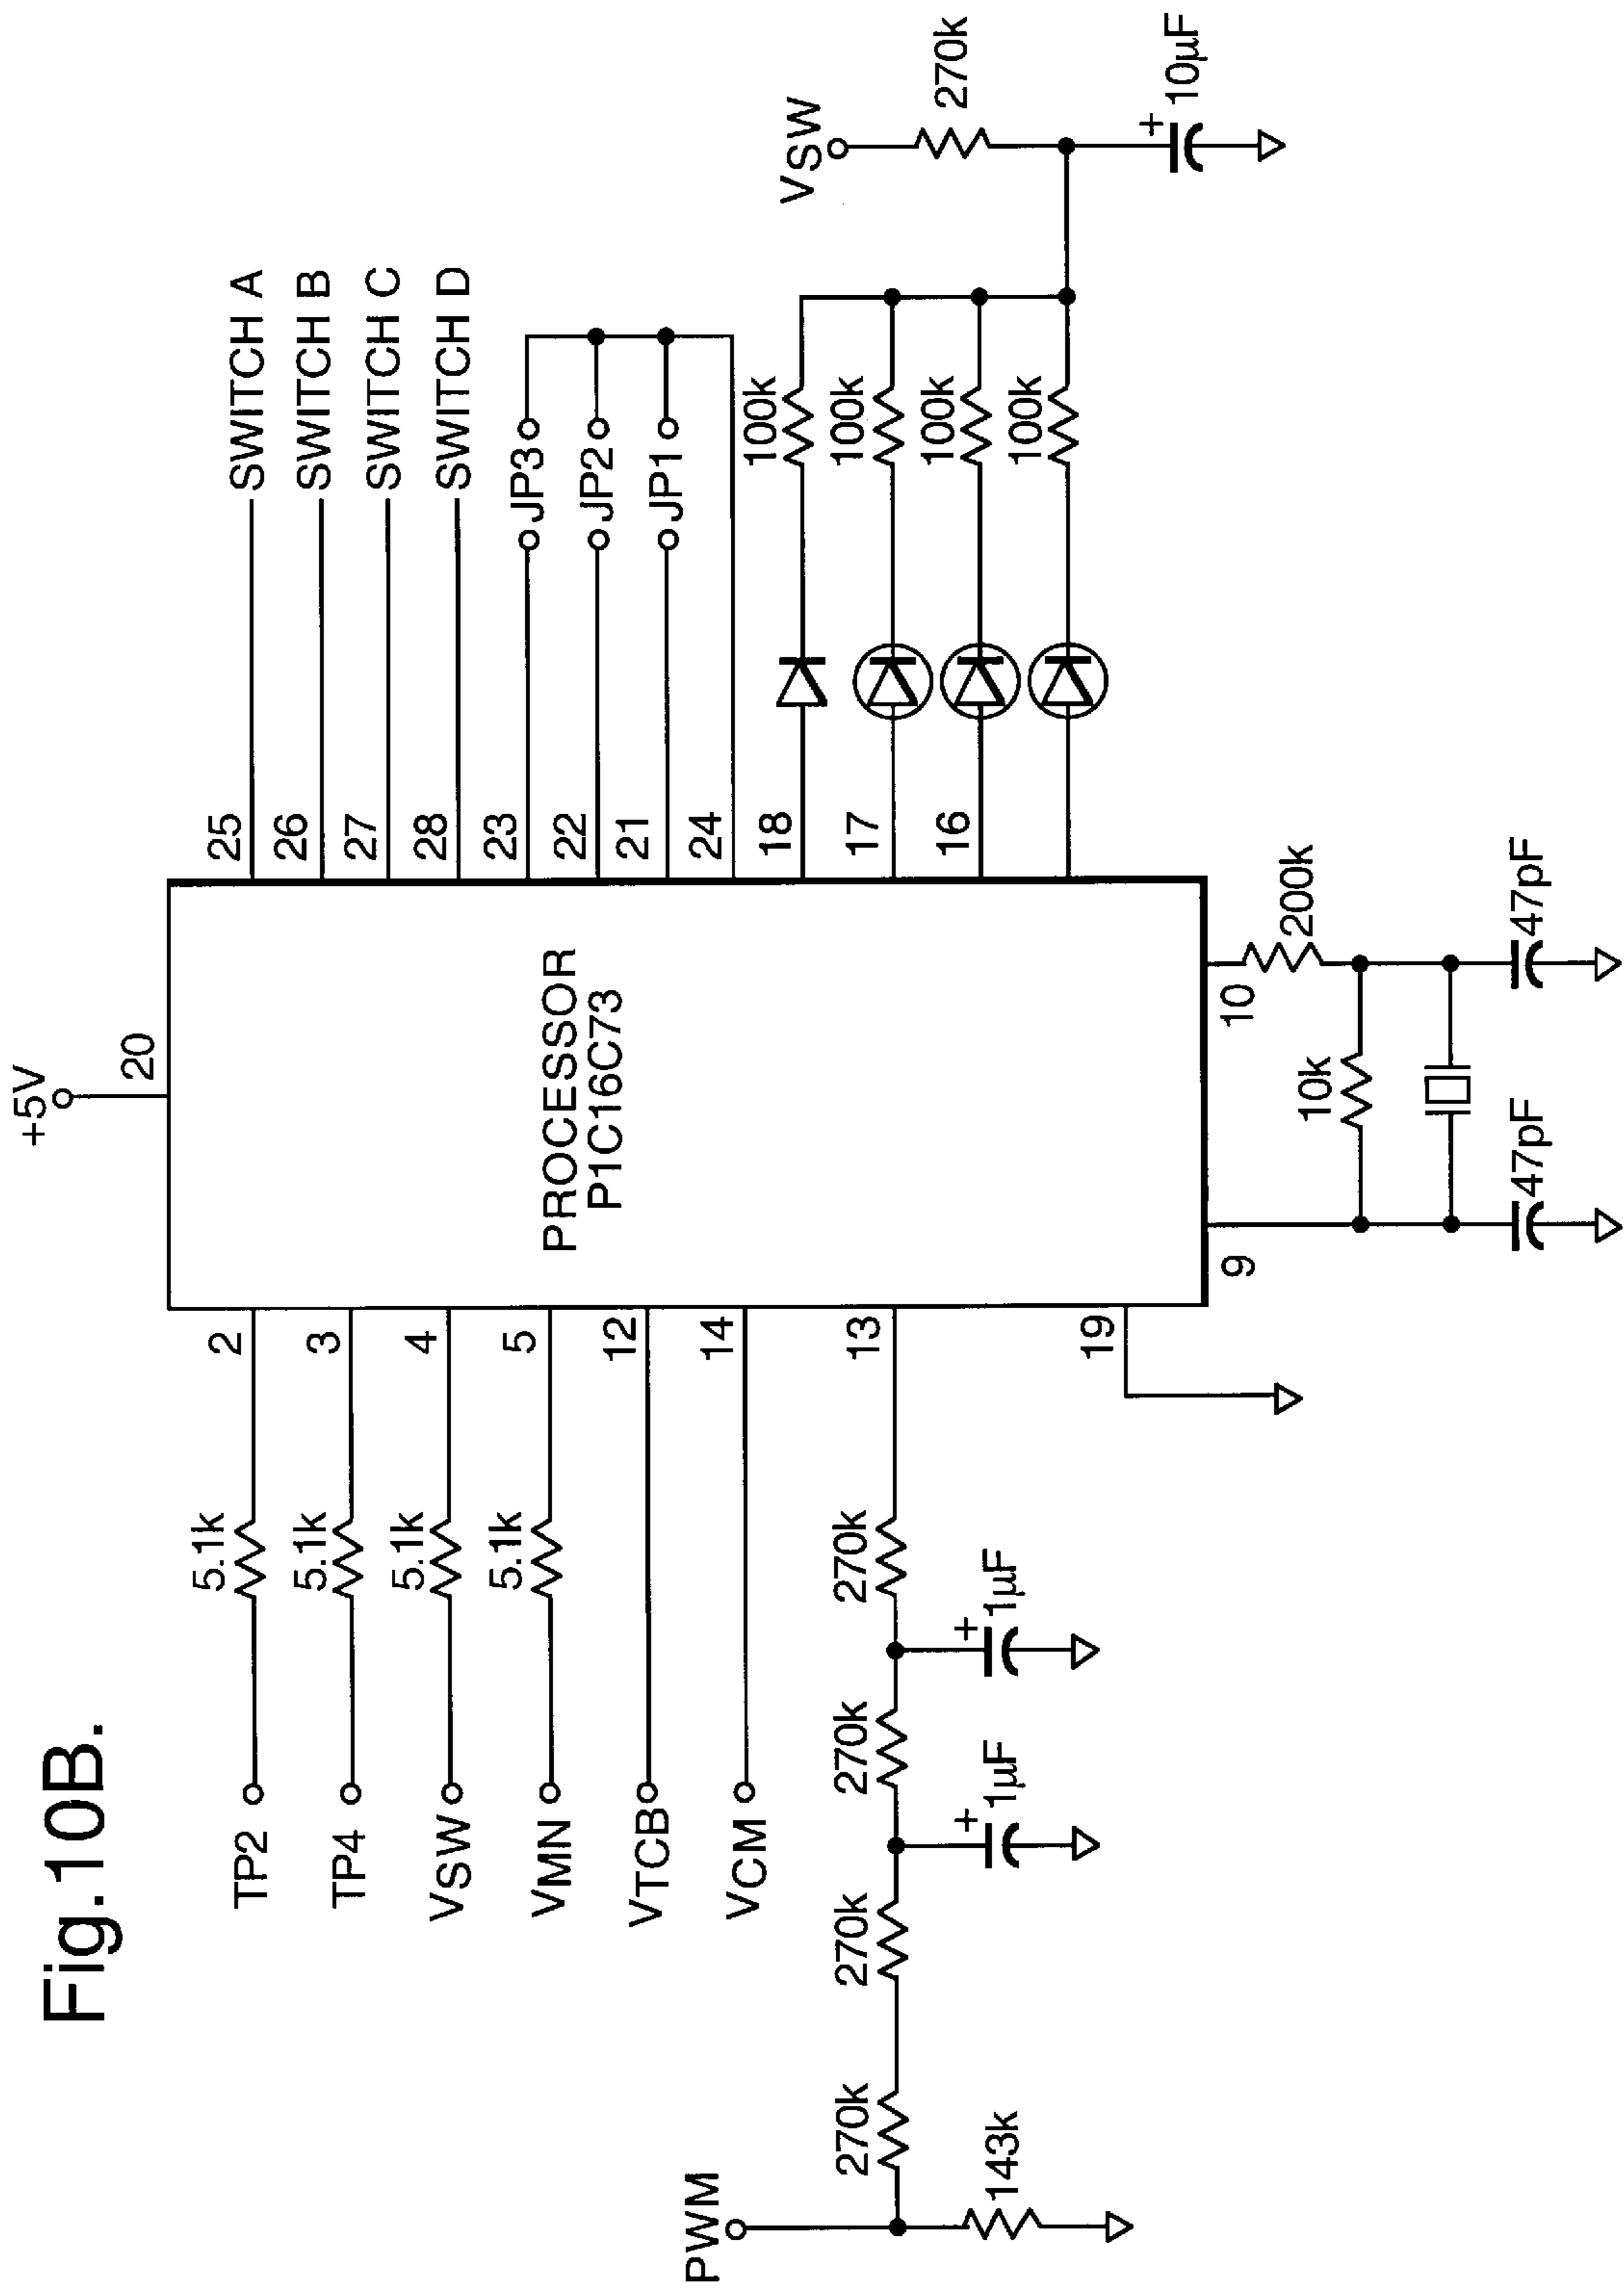 Fig.10B.
+5V
20
PROCESSOR
P1C16C73
TP2
5.1k
2
TP4
5.1k
3
VSW
5.1k
4
VMN
5.1k
5
VTCB
12
VCM
14
PWM
143k
270k
270k
270k
270k
1µF
1µF
13
19
25
SWITCH A
26
SWITCH B
27
SWITCH C
28
SWITCH D
23
JP3
22
JP2
21
JP1
24
18
100k
17
100k
16
100k
100k
VSW
270k
+
10µF
+
+
9
10
200k
10k
47pF
47pF